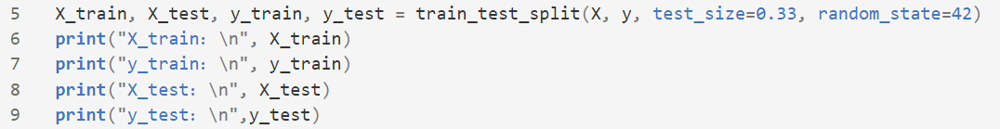 5 X_train, X_test, y_train, y_test = train_test_split(X, y, test_size=0.33, random_state=42)
6 print("X_train：\n", X_train)
7 print("y_train：\n", y_train)
8 print("X_test：\n", X_test)
9 print("y_test：\n",y_test)